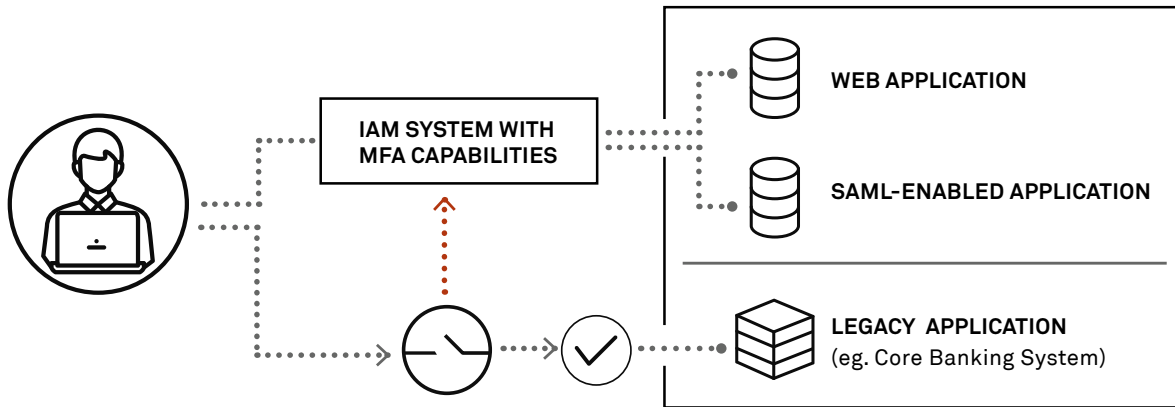 IAM SYSTEM WITH
MFA CAPABILITIES
WEB APPLICATION
SAML-ENABLED APPLICATION
LEGACY APPLICATION
(eg. Core Banking System)